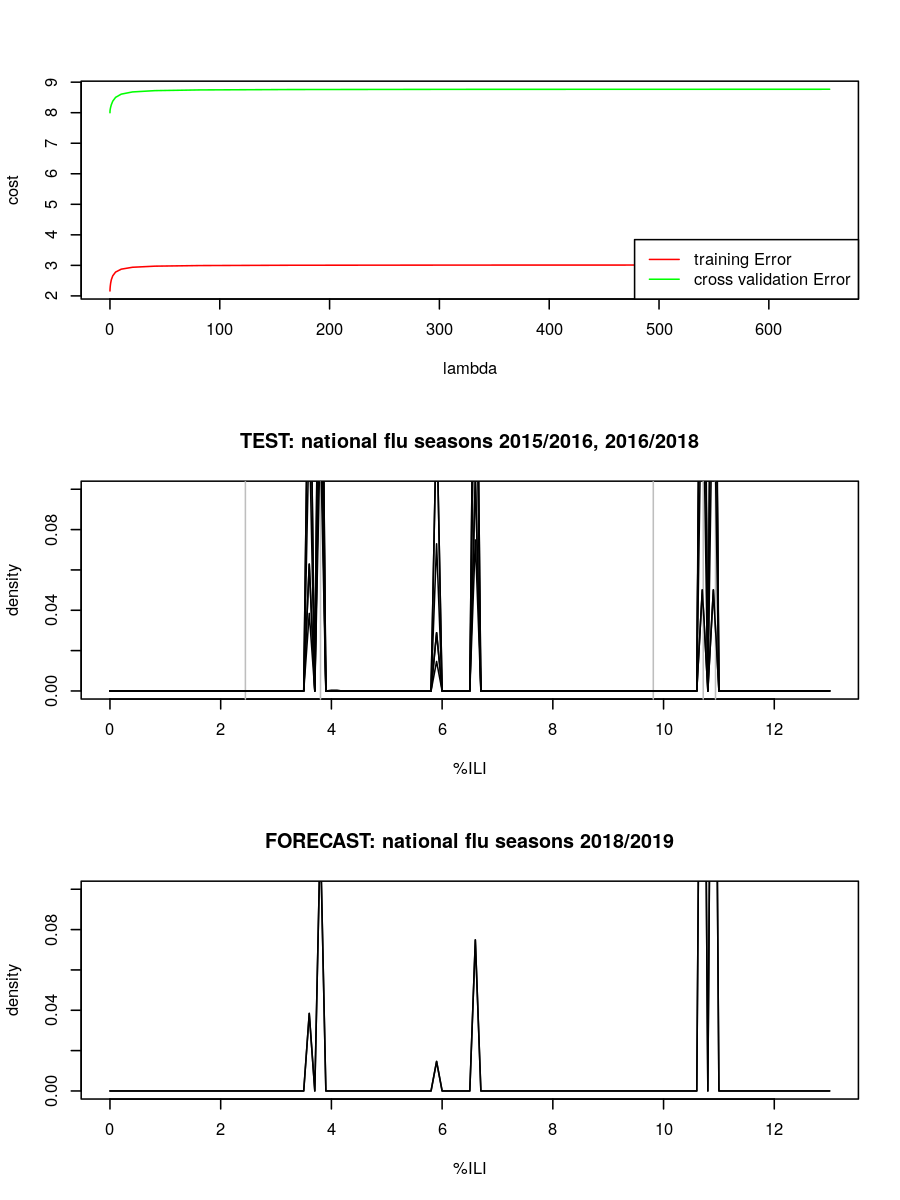 cost
9
8
7
6
5
4
3
2
training Error
cross validation Error
0 100 200 300 400 500 600
lambda
TEST: national flu seasons 2015/2016, 2016/2018
density
0.08
0.04
0.00
0 2 4 6 8 10 12
%ILI
FORECAST: national flu seasons 2018/2019
density
0.08
0.04
0.00
0 2 4 6 8 10 12
%ILI